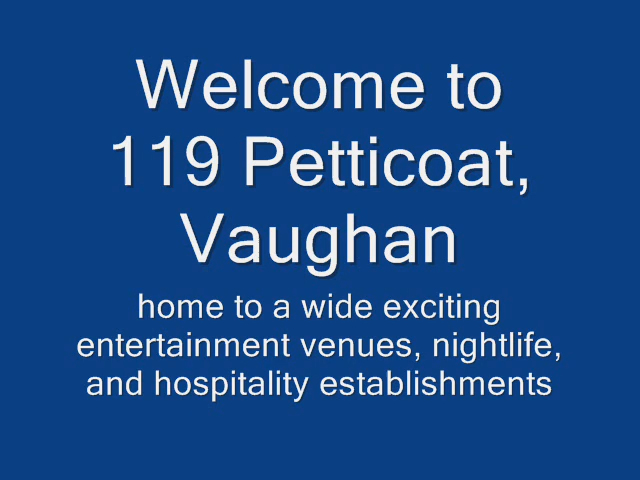 Welcome to
119 Petticoat,
Vaughan
home to a wide exciting
entertainment venues, nightlife,
and hospitality establishments